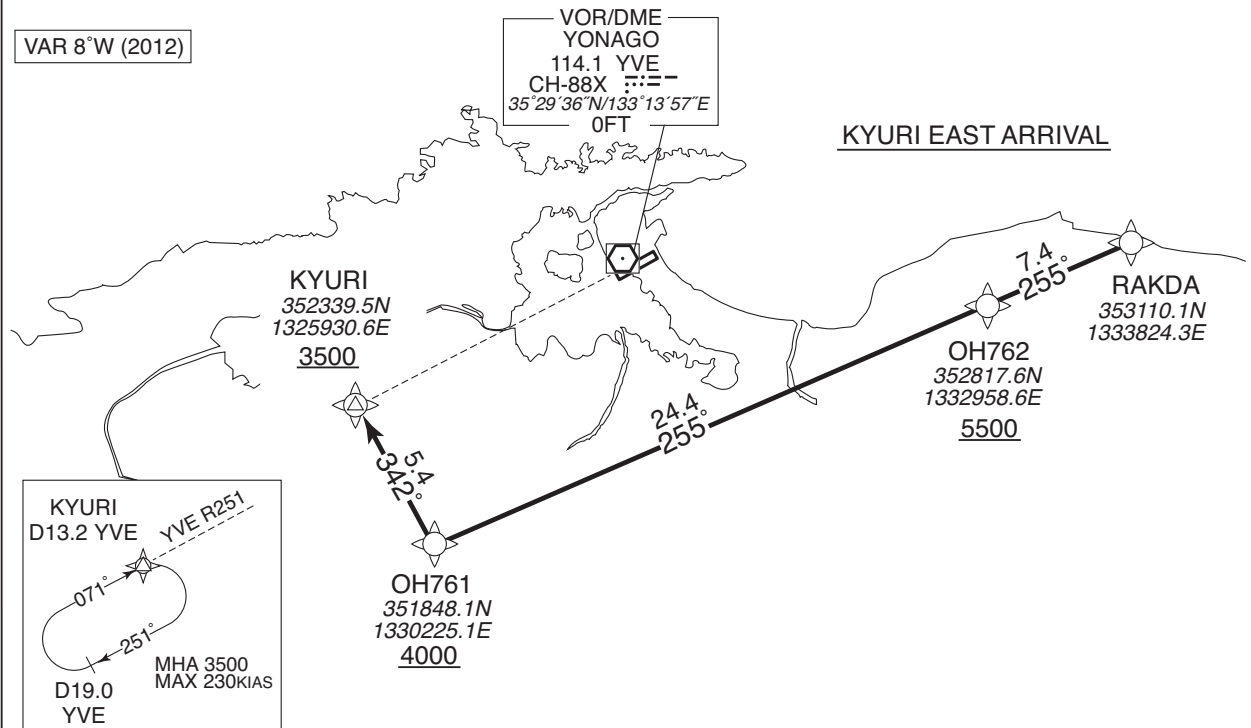 VAR 8˚W (2012)
VOR/DME
YONAGO
114.1 YVE
CH-88X
35˚29´36˝N/133˚13´57˝E
0FT
KYURI EAST ARRIVAL
KYURI
352339.5N
1325930.6E
3500
7.4
255˚
RAKDA
353110.1N
1333824.3E
OH762
352817.6N
1332958.6E
5500
24.4
255˚
5.4
342˚
OH761
351848.1N
1330225.1E
4000
KYURI
D13.2 YVE
YVE R251
071˚
251˚
MHA 3500
MAX 230KIAS
D19.0
YVE